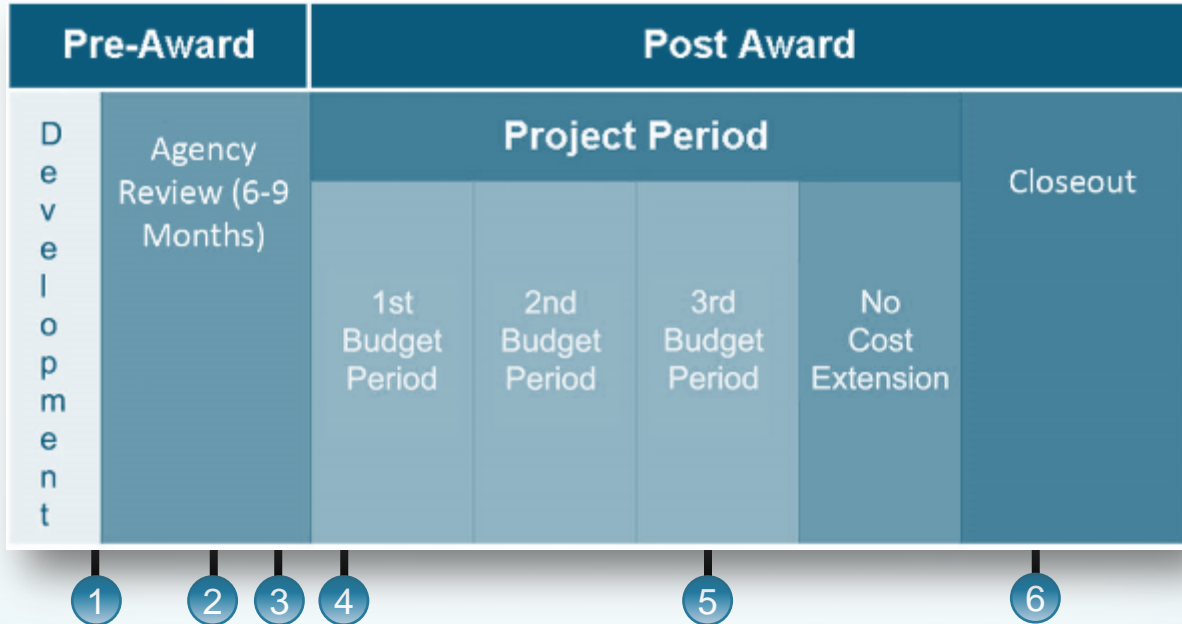 Pre-Award
Post Award
Development
Agency
Review (6-9
Months)
Project Period
1st
Budget
Period
2nd
Budget
Period
3rd
Budget
Period
No
Cost
Extension
Closeout
1
2
3
4
5
6